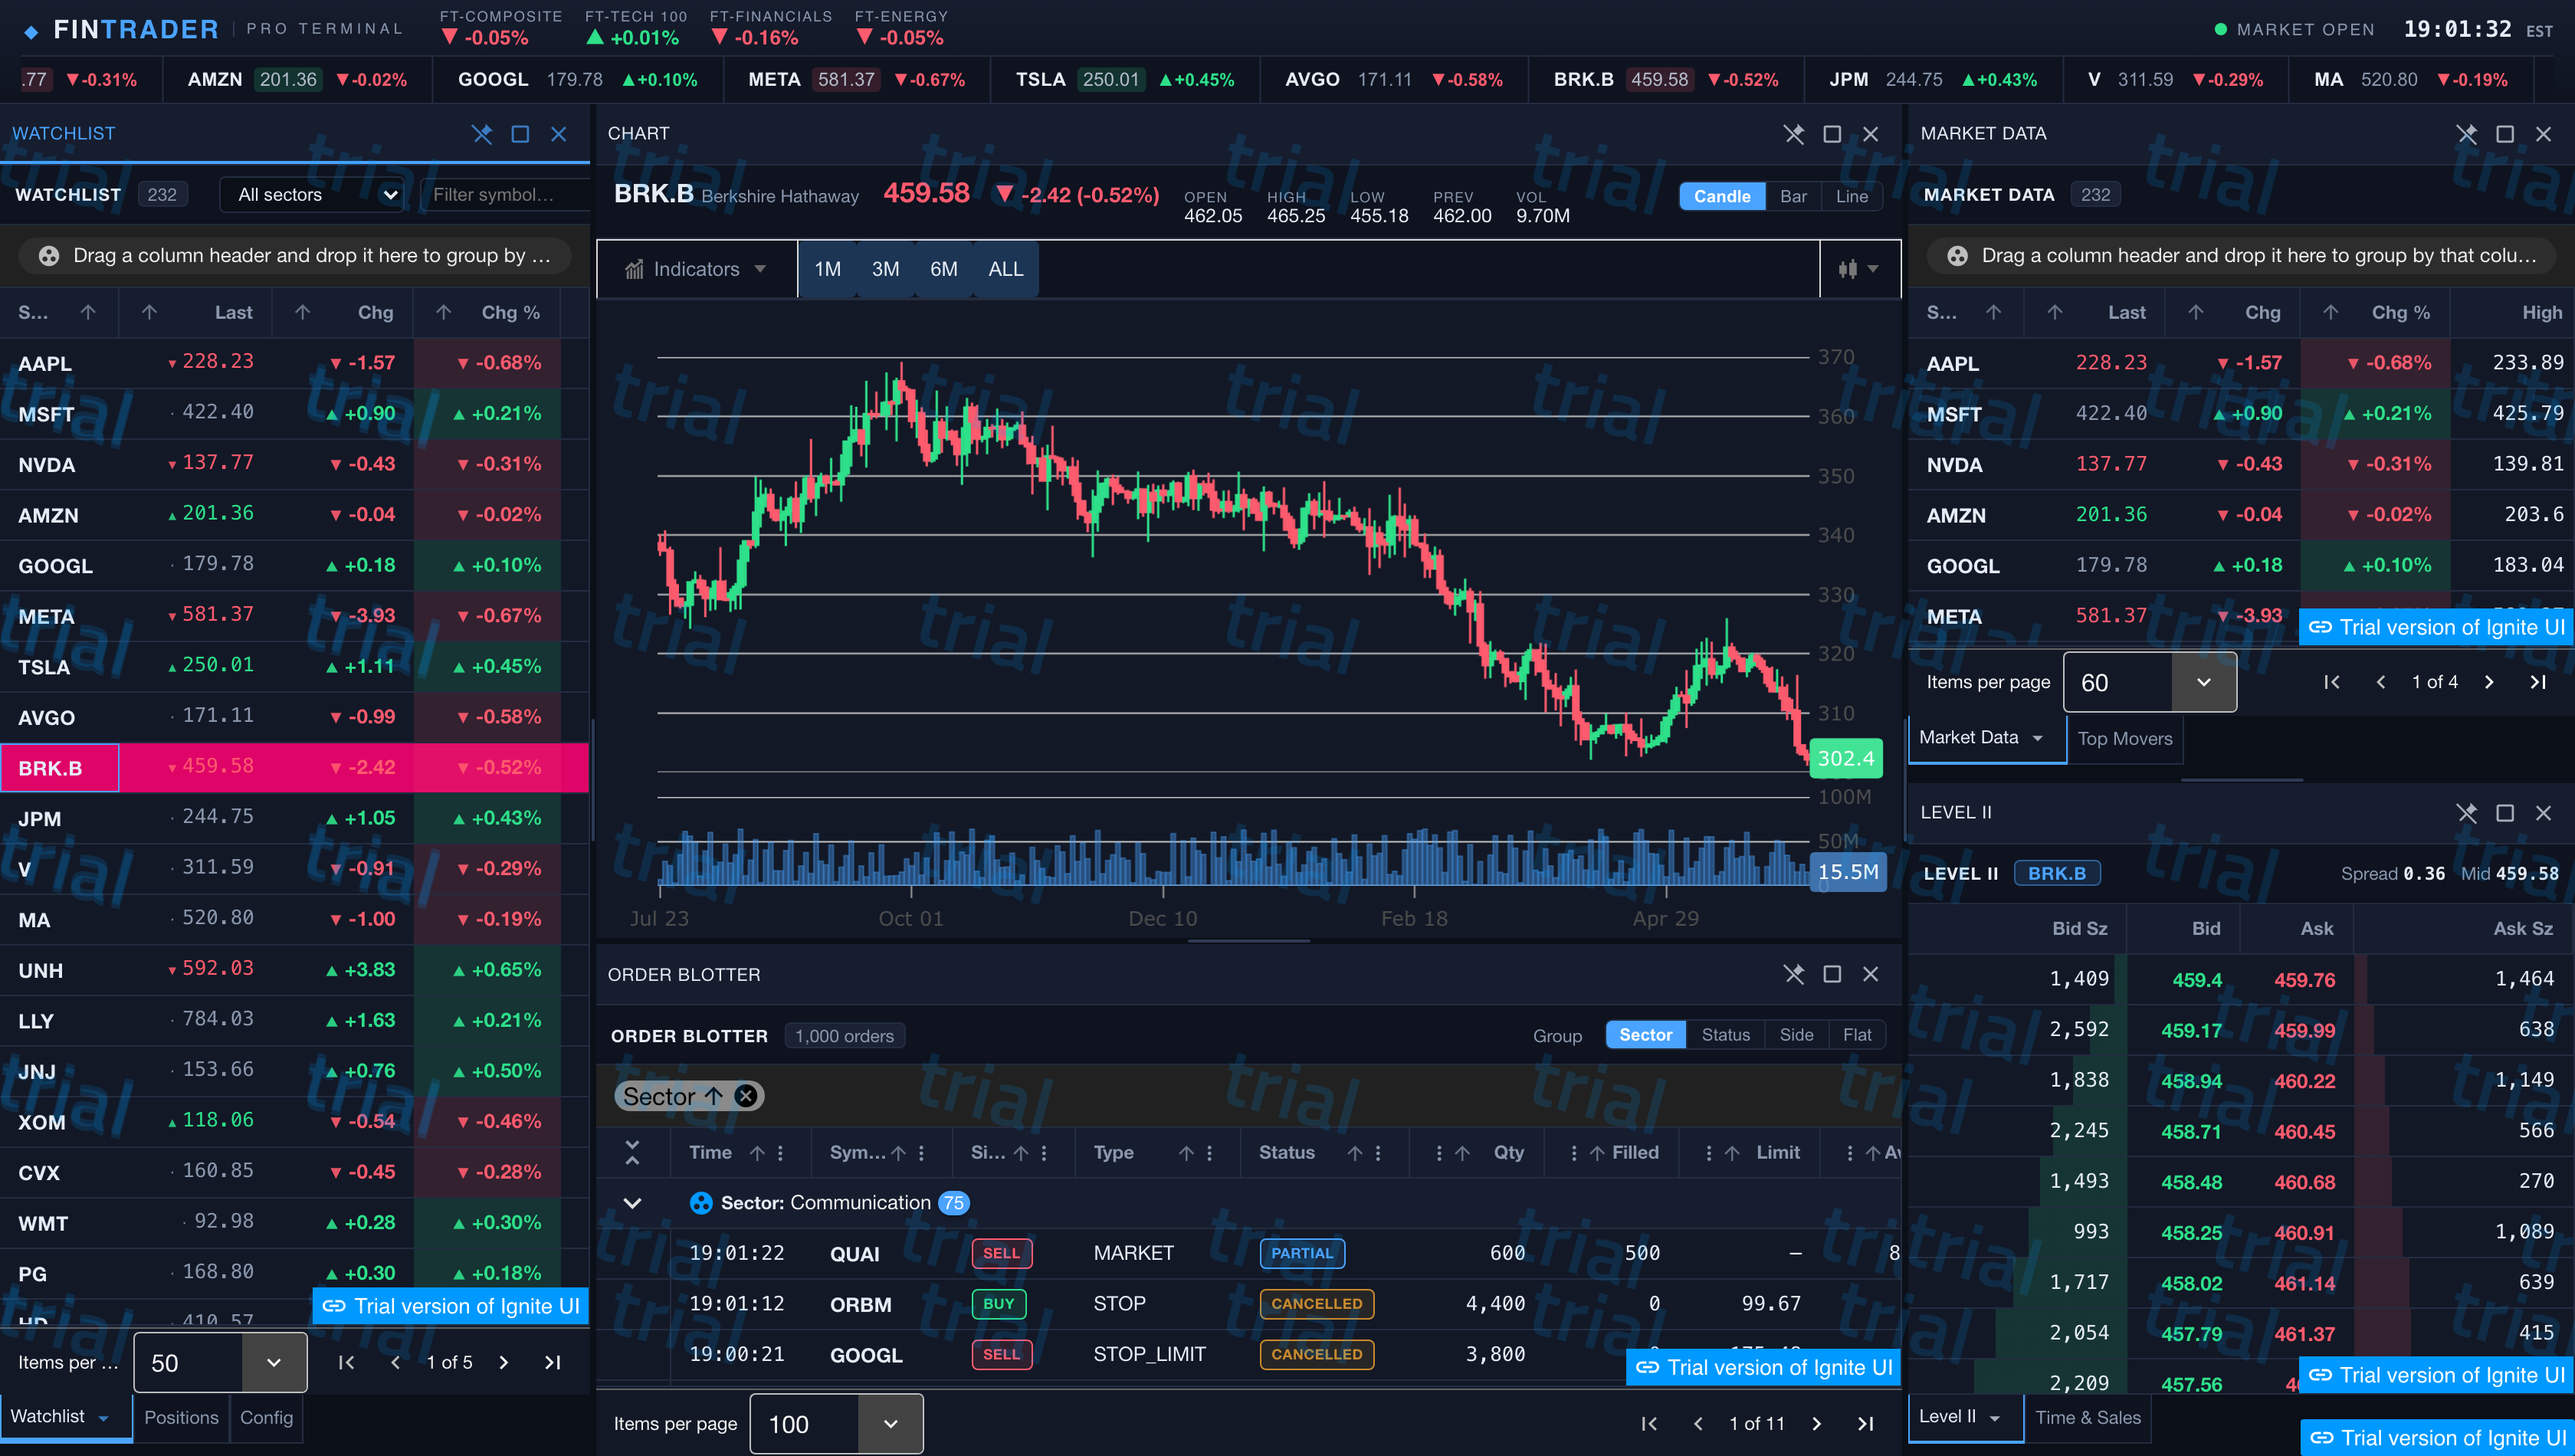 FINTRADER PRO TERMINAL
FT-COMPOSITE ▼ -0.05%
FT-TECH 100 ▲ +0.01%
FT-FINANCIALS ▼ -0.16%
FT-ENERGY ▼ -0.05%
MARKET OPEN 19:01:32 EST
.77 ▼-0.31% AMZN 201.36 ▼-0.02% GOOGL 179.78 ▲+0.10% META 581.37 ▼-0.67% TSLA 250.01 ▲+0.45% AVGO 171.11 ▼-0.58% BRK.B 459.58 ▼-0.52% JPM 244.75 ▲+0.43% V 311.59 ▼-0.29% MA 520.80 ▼-0.19%
WATCHLIST
WATCHLIST 232 All sectors Filter symbol...
Drag a column header and drop it here to group by ...
S... Last Chg Chg %
AAPL ▼ 228.23 ▼ -1.57 ▼ -0.68%
MSFT · 422.40 ▲ +0.90 ▲ +0.21%
NVDA ▼ 137.77 ▼ -0.43 ▼ -0.31%
AMZN ▲ 201.36 ▼ -0.04 ▼ -0.02%
GOOGL · 179.78 ▲ +0.18 ▲ +0.10%
META ▼ 581.37 ▼ -3.93 ▼ -0.67%
TSLA ▲ 250.01 ▲ +1.11 ▲ +0.45%
AVGO · 171.11 ▼ -0.99 ▼ -0.58%
BRK.B ▼ 459.58 ▼ -2.42 ▼ -0.52%
JPM · 244.75 ▲ +1.05 ▲ +0.43%
V · 311.59 ▼ -0.91 ▼ -0.29%
MA · 520.80 ▼ -1.00 ▼ -0.19%
UNH ▼ 592.03 ▲ +3.83 ▲ +0.65%
LLY · 784.03 ▲ +1.63 ▲ +0.21%
JNJ · 153.66 ▲ +0.76 ▲ +0.50%
XOM ▲ 118.06 ▼ -0.54 ▼ -0.46%
CVX · 160.85 ▼ -0.45 ▼ -0.28%
WMT · 92.98 ▲ +0.28 ▲ +0.30%
PG · 168.80 ▲ +0.30 ▲ +0.18%
HD · 410.57
Trial version of Ignite UI
Items per ... 50 1 of 5
Watchlist Positions Config
CHART
BRK.B Berkshire Hathaway 459.58 ▼ -2.42 (-0.52%)
OPEN 462.05
HIGH 465.25
LOW 455.18
PREV 462.00
VOL 9.70M
Candle Bar Line
Indicators 1M 3M 6M ALL
370
360
350
340
330
320
310
302.4
100M
50M
15.5M
0
Jul 23 Oct 01 Dec 10 Feb 18 Apr 29
ORDER BLOTTER
ORDER BLOTTER 1,000 orders Group Sector Status Side Flat
Sector
Time Sym... Si... Type Status Qty Filled Limit
Sector: Communication 75
19:01:22 QUAI SELL MARKET PARTIAL 600 500 — 8
19:01:12 ORBM BUY STOP CANCELLED 4,400 0 99.67
19:00:21 GOOGL SELL STOP_LIMIT CANCELLED 3,800
Trial version of Ignite UI
Items per page 100 1 of 11
MARKET DATA
MARKET DATA 232
Drag a column header and drop it here to group by that colu...
S... Last Chg Chg % High
AAPL 228.23 ▼ -1.57 ▼ -0.68% 233.89
MSFT 422.40 ▲ +0.90 ▲ +0.21% 425.79
NVDA 137.77 ▼ -0.43 ▼ -0.31% 139.81
AMZN 201.36 ▼ -0.04 ▼ -0.02% 203.6
GOOGL 179.78 ▲ +0.18 ▲ +0.10% 183.04
META 581.37 ▼ -3.93
Trial version of Ignite UI
Items per page 60 1 of 4
Market Data Top Movers
LEVEL II
LEVEL II BRK.B Spread 0.36 Mid 459.58
Bid Sz Bid Ask Ask Sz
1,409 459.4 459.76 1,464
2,592 459.17 459.99 638
1,838 458.94 460.22 1,149
2,245 458.71 460.45 566
1,493 458.48 460.68 270
993 458.25 460.91 1,089
1,717 458.02 461.14 639
2,054 457.79 461.37 415
2,209 457.56
Trial version of Ignite UI
Level II Time & Sales
Trial version of Ignite UI
trial